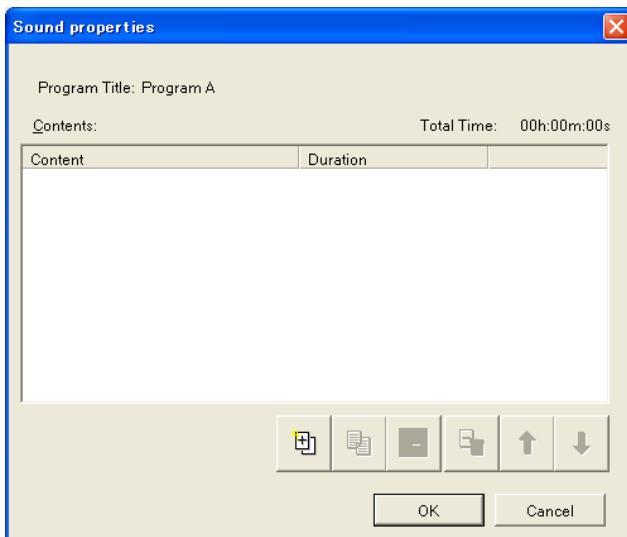 Sound properties
Program Title: Program A
Contents:
Total Time: 00h:00m:00s
Content Duration
OK Cancel